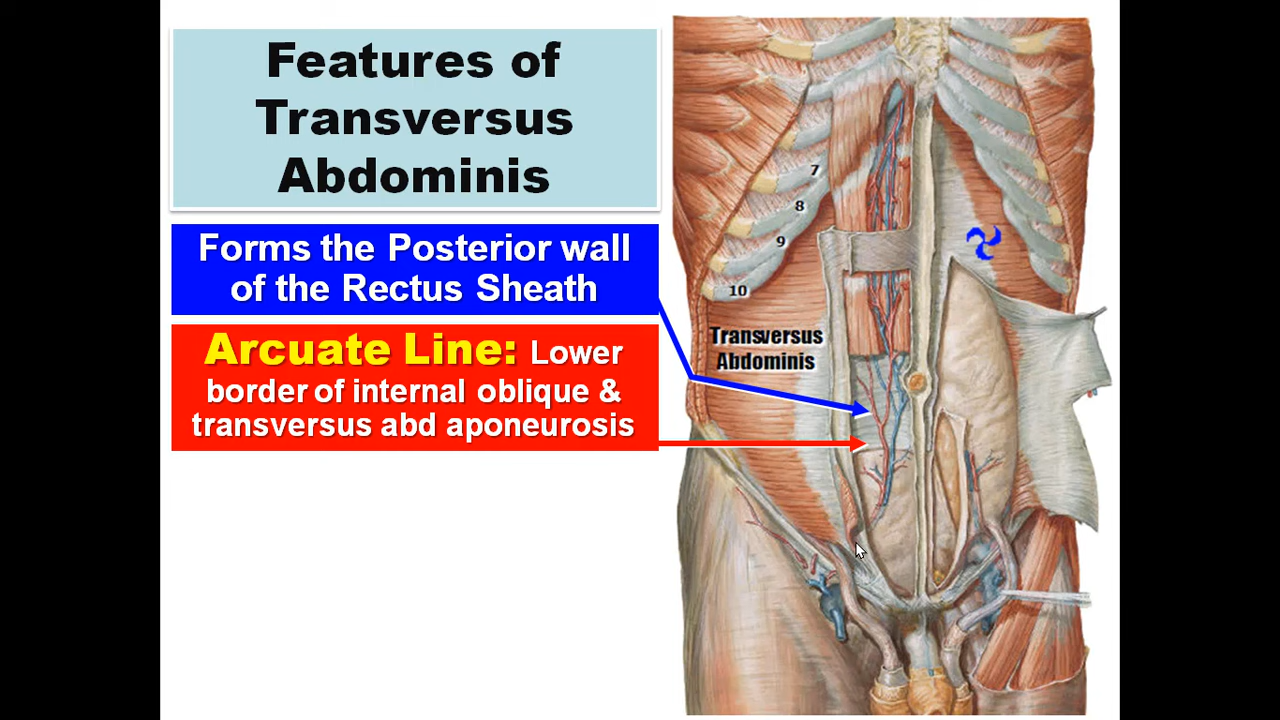 Features of
Transversus
Abdominis
Forms the Posterior wall
of the Rectus Sheath
Arcuate Line: Lower
border of internal oblique &
transversus abd aponeurosis
7
8
9
10
Transversus
Abdominis